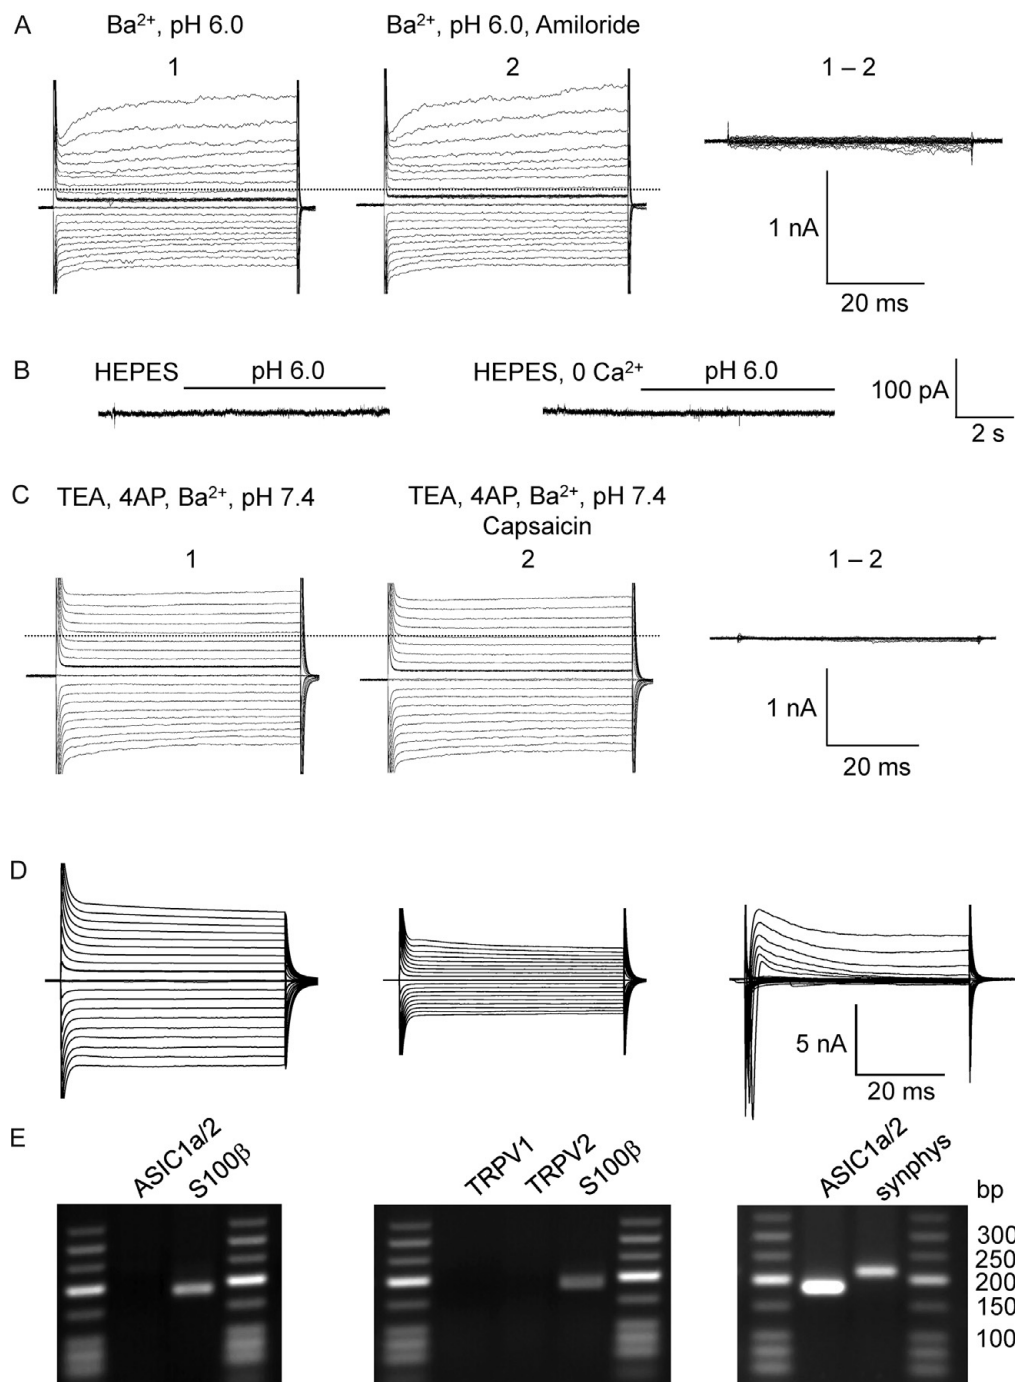 A
Ba²⁺, pH 6.0
Ba²⁺, pH 6.0, Amiloride
1
2
1 – 2
1 nA
20 ms
B
HEPES
pH 6.0
HEPES, 0 Ca²⁺
pH 6.0
100 pA
2 s
C
TEA, 4AP, Ba²⁺, pH 7.4
TEA, 4AP, Ba²⁺, pH 7.4
Capsaicin
1
2
1 – 2
1 nA
20 ms
D
5 nA
20 ms
E
ASIC1a/2
S100β
TRPV1
TRPV2
S100β
ASIC1a/2
synphys
bp
300
250
200
150
100